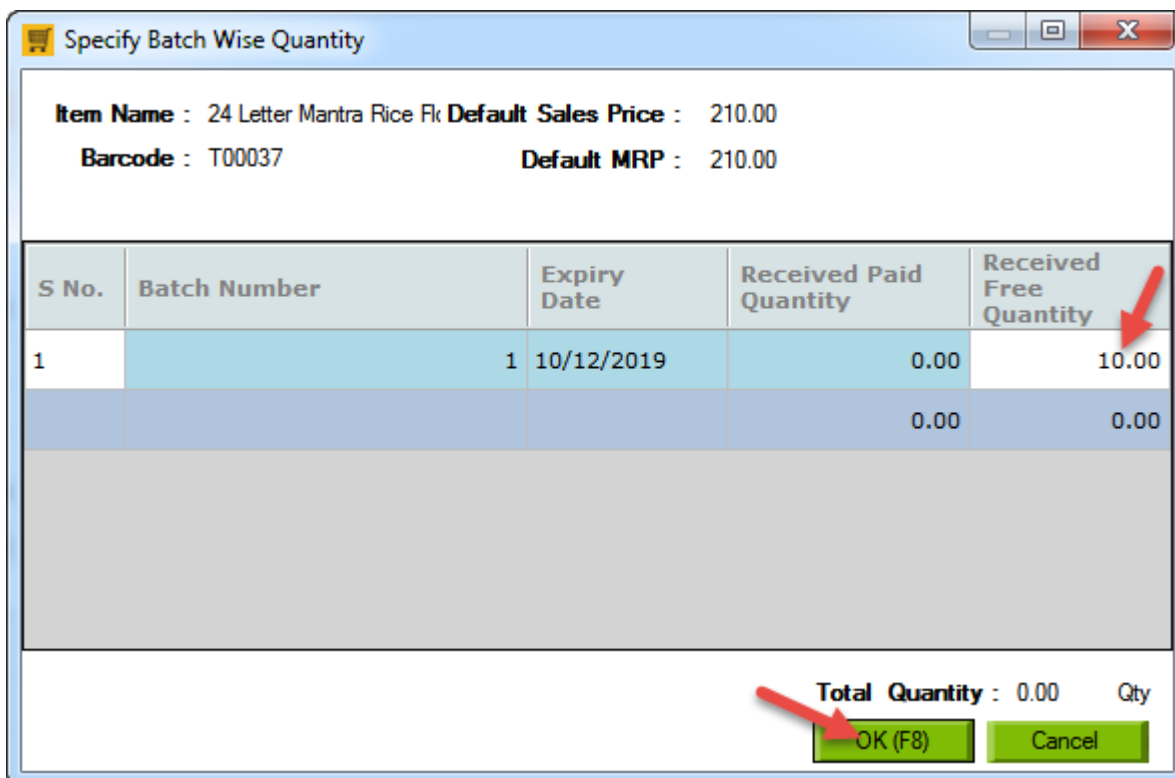 Specify Batch Wise Quantity
Item Name : 24 Letter Mantra Rice Flo Default Sales Price : 210.00
Barcode : T00037 Default MRP : 210.00
S No. Batch Number Expiry Date Received Paid Quantity Received Free Quantity
1 1 10/12/2019 0.00 10.00
0.00 0.00
Total Quantity : 0.00 Qty
OK (F8) Cancel